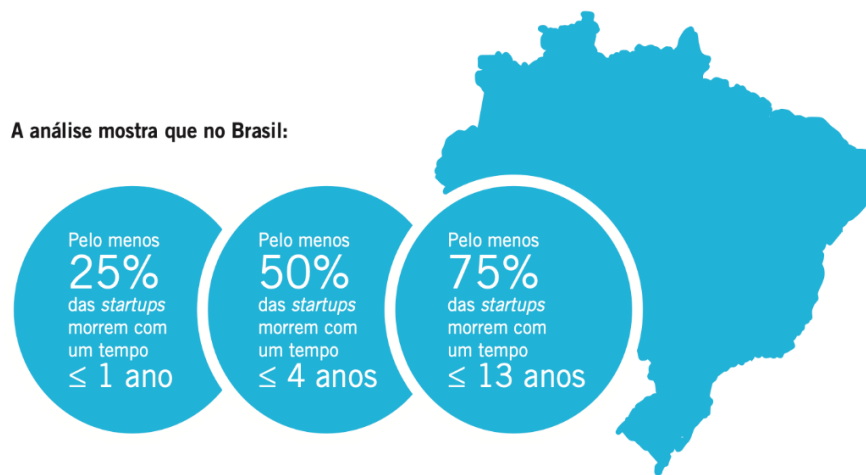 A análise mostra que no Brasil:
Pelo menos
25%
das startups
morrem com
um tempo
≤ 1 ano
Pelo menos
50%
das startups
morrem com
um tempo
≤ 4 anos
Pelo menos
75%
das startups
morrem com
um tempo
≤ 13 anos